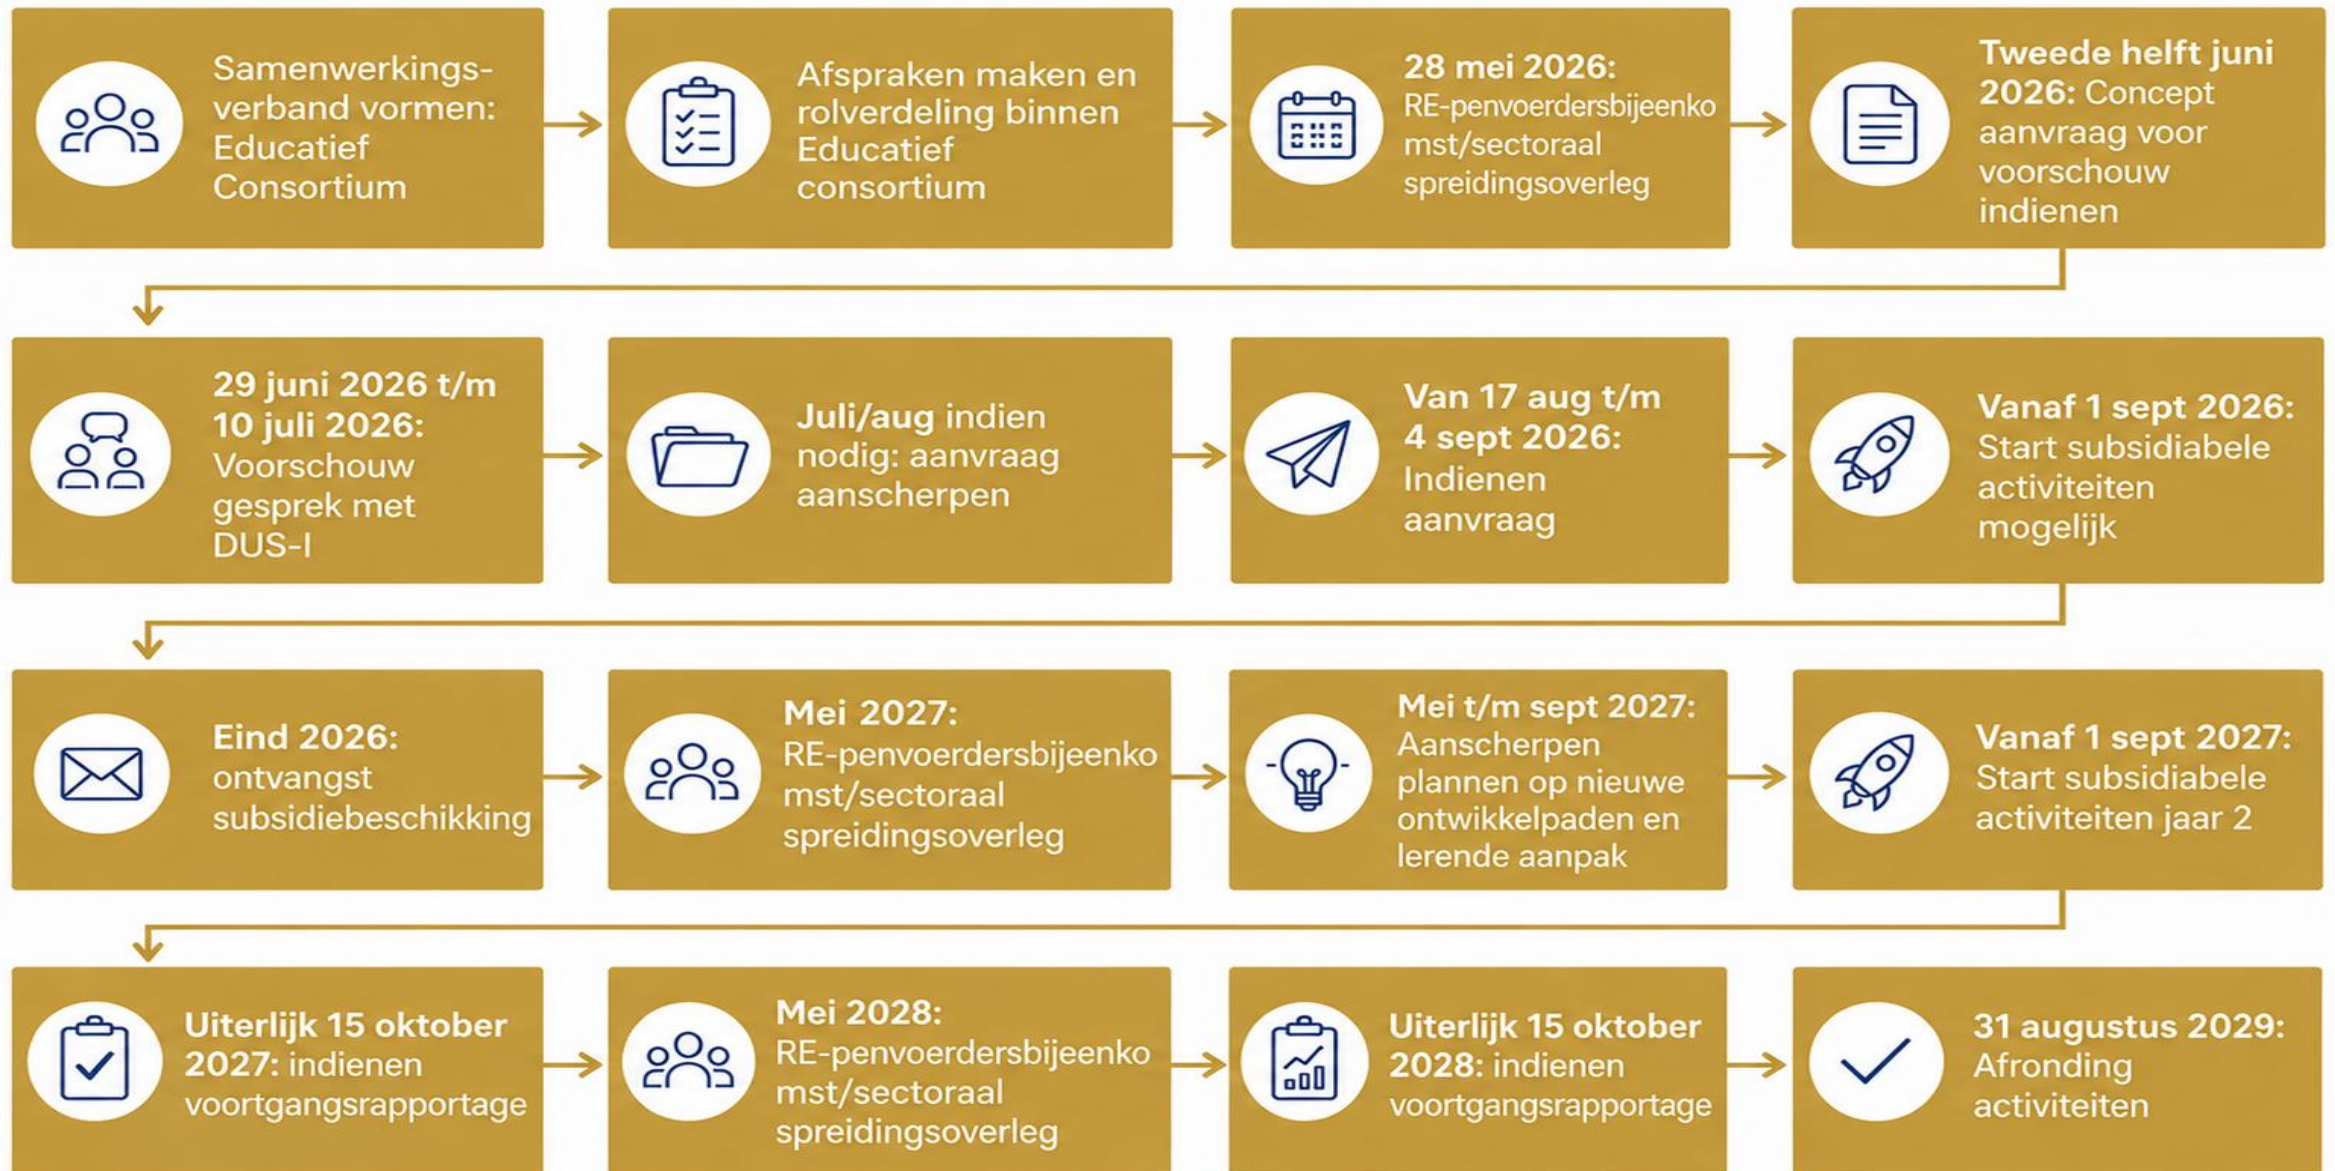 Samenwerkings-
verband vormen:
Educatief
Consortium
Afspraken maken en
rolverdeling binnen
Educatief
consortium
28 mei 2026:
RE-penvoerdersbijeenko
mst/sectoraal
spreidingsoverleg
Tweede helft juni
2026: Concept
aanvraag voor
voorschouw
indienen
29 juni 2026 t/m
10 juli 2026:
Voorschouw
gesprek met
DUS-I
Juli/aug indien
nodig: aanvraag
aanscherpen
Van 17 aug t/m
4 sept 2026:
Indienen
aanvraag
Vanaf 1 sept 2026:
Start subsidiabele
activiteiten
mogelijk
Eind 2026:
ontvangst
subsidiebeschikking
Mei 2027:
RE-penvoerdersbijeenko
mst/sectoraal
spreidingsoverleg
Mei t/m sept 2027:
Aanscherpen
plannen op nieuwe
ontwikkelpaden en
lerende aanpak
Vanaf 1 sept 2027:
Start subsidiabele
activiteiten jaar 2
Uiterlijk 15 oktober
2027: indienen
voortgangsrapportage
Mei 2028:
RE-penvoerdersbijeenko
mst/sectoraal
spreidingsoverleg
Uiterlijk 15 oktober
2028: indienen
voortgangsrapportage
31 augustus 2029:
Afronding
activiteiten